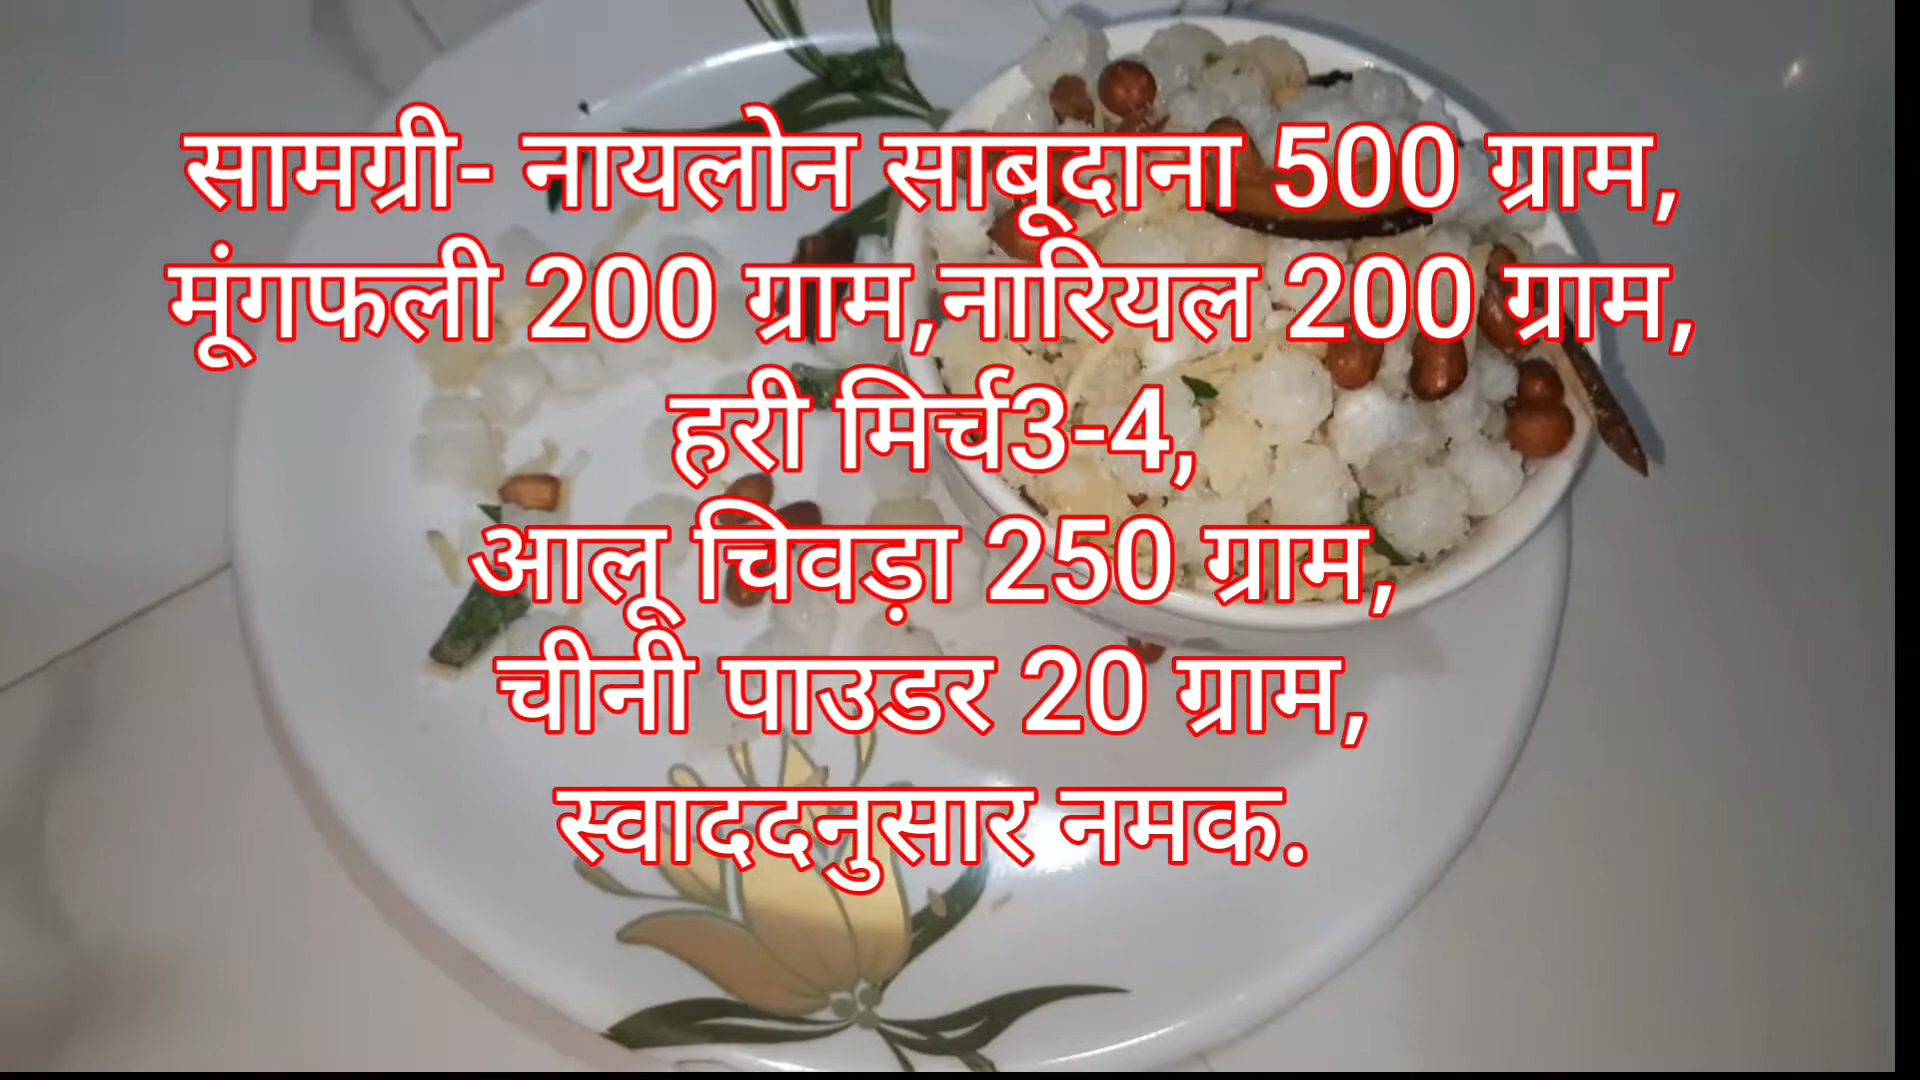 सामग्री- नायलोन साबूदाना 500 ग्राम,
मूंगफली 200 ग्राम,नारियल 200 ग्राम,
हरी मिर्च3-4,
आलू चिवड़ा 250 ग्राम,
चीनी पाउडर 20 ग्राम,
स्वाददनुसार नमक.